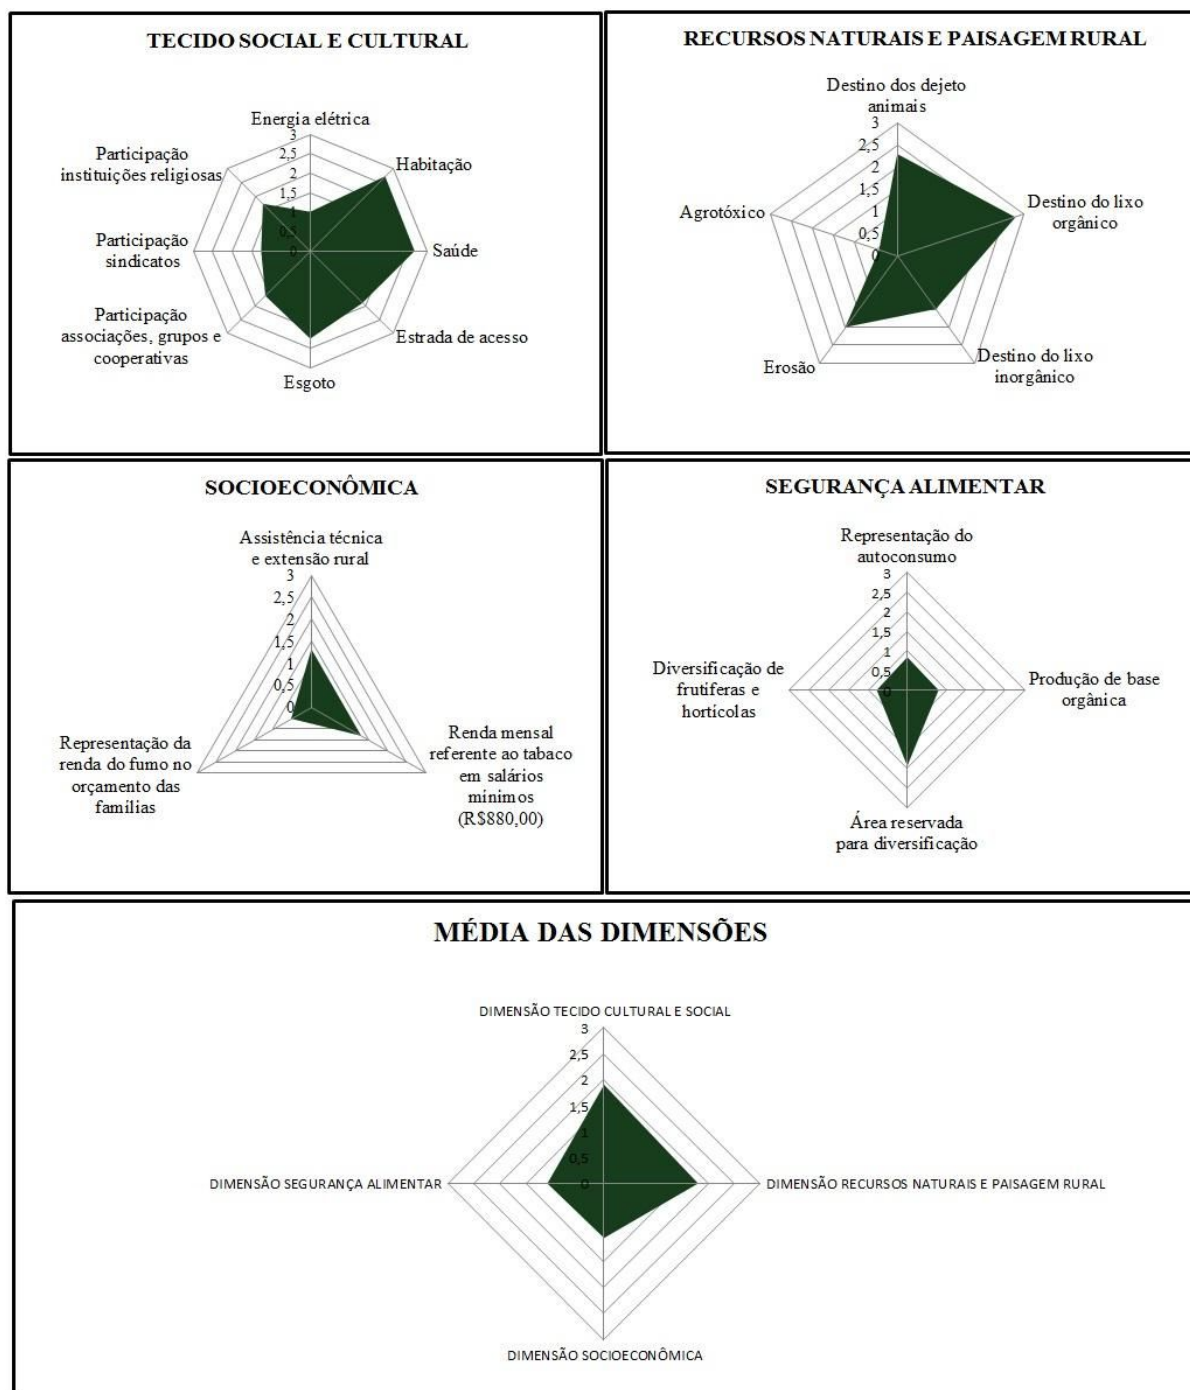 TECIDO SOCIAL E CULTURAL
Energia elétrica
3
2,5
2
1,5
1
0,5
0
Habitação
Saúde
Estrada de acesso
Esgoto
Participação
associações, grupos e
cooperativas
Participação
sindicatos
Participação
instituições religiosas
RECURSOS NATURAIS E PAISAGEM RURAL
Destino dos dejeto
animais
3
2,5
2
1,5
1
0,5
0
Destino do lixo
orgânico
Destino do lixo
inorgânico
Erosão
Agrotóxico
SOCIOECONÔMICA
Assistência técnica
e extensão rural
3
2,5
2
1,5
1
0,5
0
Renda mensal
referente ao tabaco
em salários
mínimos
(R$880,00)
Representação da
renda do fumo no
orçamento das
famílias
SEGURANÇA ALIMENTAR
Representação do
autoconsumo
3
2,5
2
1,5
1
0,5
0
Produção de base
orgânica
Área reservada
para diversificação
Diversificação de
frutíferas e
hortícolas
MÉDIA DAS DIMENSÕES
DIMENSÃO TECIDO CULTURAL E SOCIAL
3
2,5
2
1,5
1
0,5
0
DIMENSÃO RECURSOS NATURAIS E PAISAGEM RURAL
DIMENSÃO SOCIOECONÔMICA
DIMENSÃO SEGURANÇA ALIMENTAR